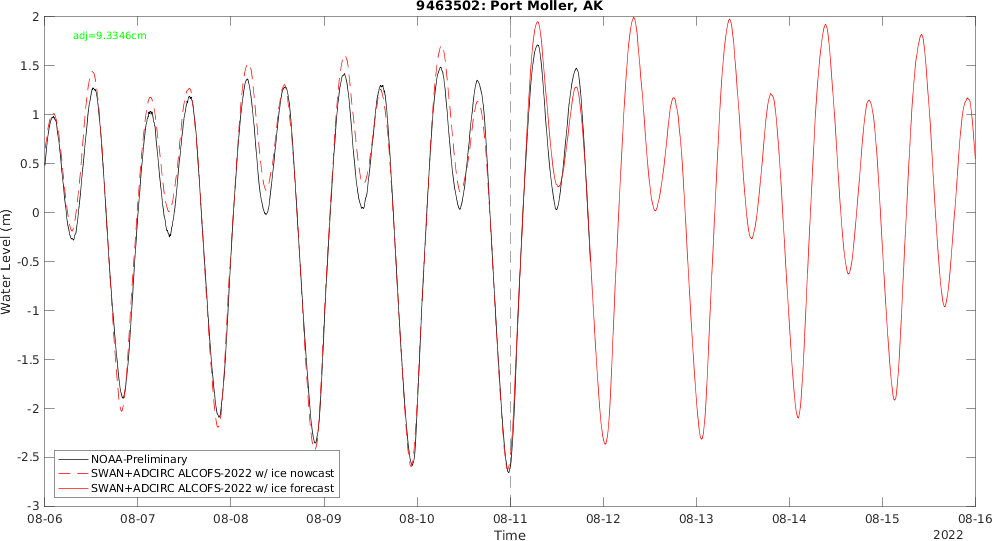 9463502: Port Moller, AK
adj=9.3346cm
2
1.5
1
0.5
0
-0.5
-1
-1.5
-2
-2.5
-3
Water Level (m)
NOAA-Preliminary
SWAN+ADCIRC ALCOFS-2022 w/ ice nowcast
SWAN+ADCIRC ALCOFS-2022 w/ ice forecast
08-06 08-07 08-08 08-09 08-10 08-11 08-12 08-13 08-14 08-15 08-16
Time
2022